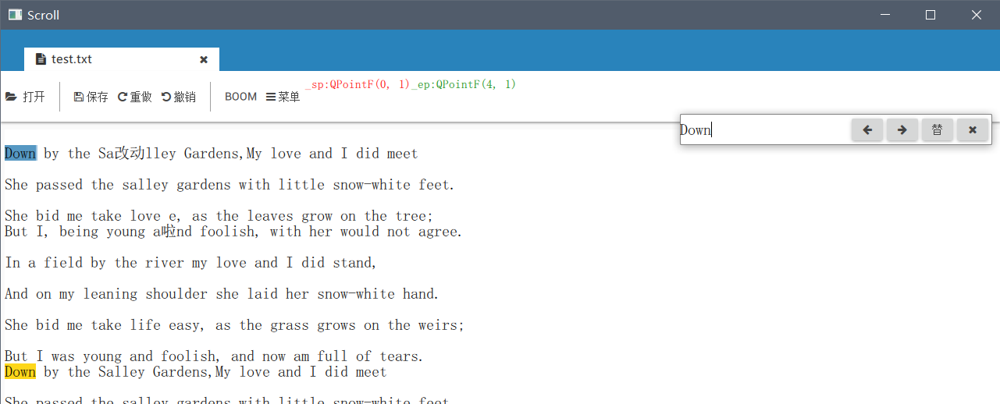 Scroll
test.txt
打开 保存 重做 撤销 BOOM 菜单 _sp:QPointF(0, 1)_ep:QPointF(4, 1)
Down 替
Down by the Sa改动lley Gardens,My love and I did meet
She passed the salley gardens with little snow-white feet.
She bid me take love e, as the leaves grow on the tree;
But I, being young a啦nd foolish, with her would not agree.
In a field by the river my love and I did stand,
And on my leaning shoulder she laid her snow-white hand.
She bid me take life easy, as the grass grows on the weirs;
But I was young and foolish, and now am full of tears.
Down by the Salley Gardens,My love and I did meet
She passed the salley gardens with little snow-white feet